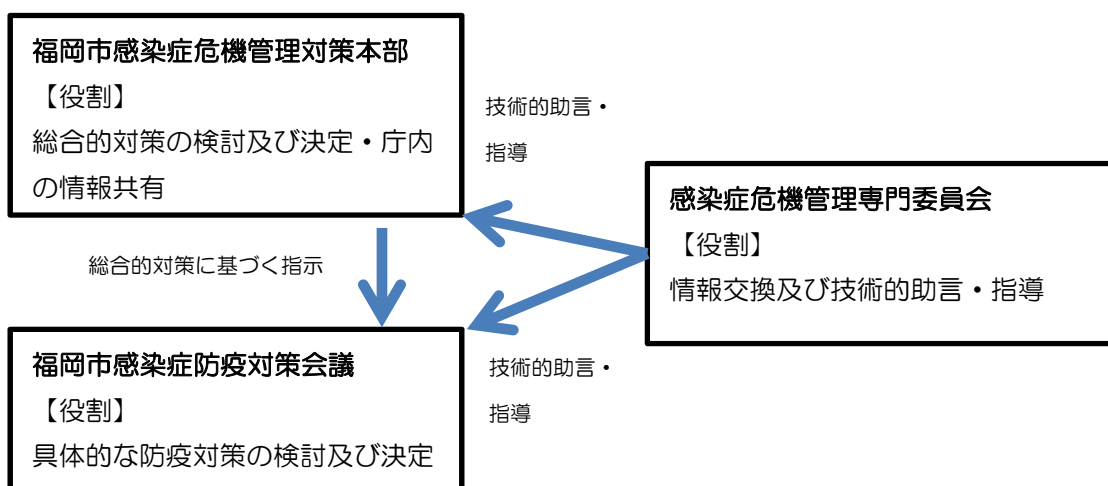 福岡市感染症危機管理対策本部
【役割】
総合的対策の検討及び決定・庁内
の情報共有
技術的助言・
指導
感染症危機管理専門委員会
【役割】
情報交換及び技術的助言・指導
総合的対策に基づく指示
福岡市感染症防疫対策会議
【役割】
具体的な防疫対策の検討及び決定
技術的助言・
指導